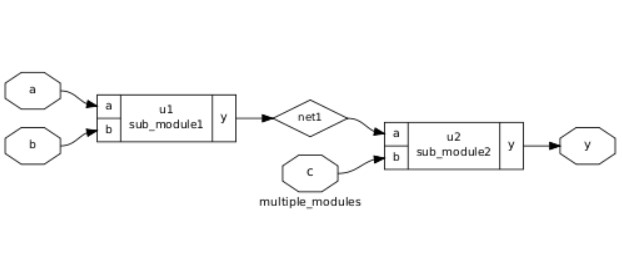 a
b
a
b
u1
sub_module1
y
net1
c
a
b
u2
sub_module2
y
y
multiple_modules